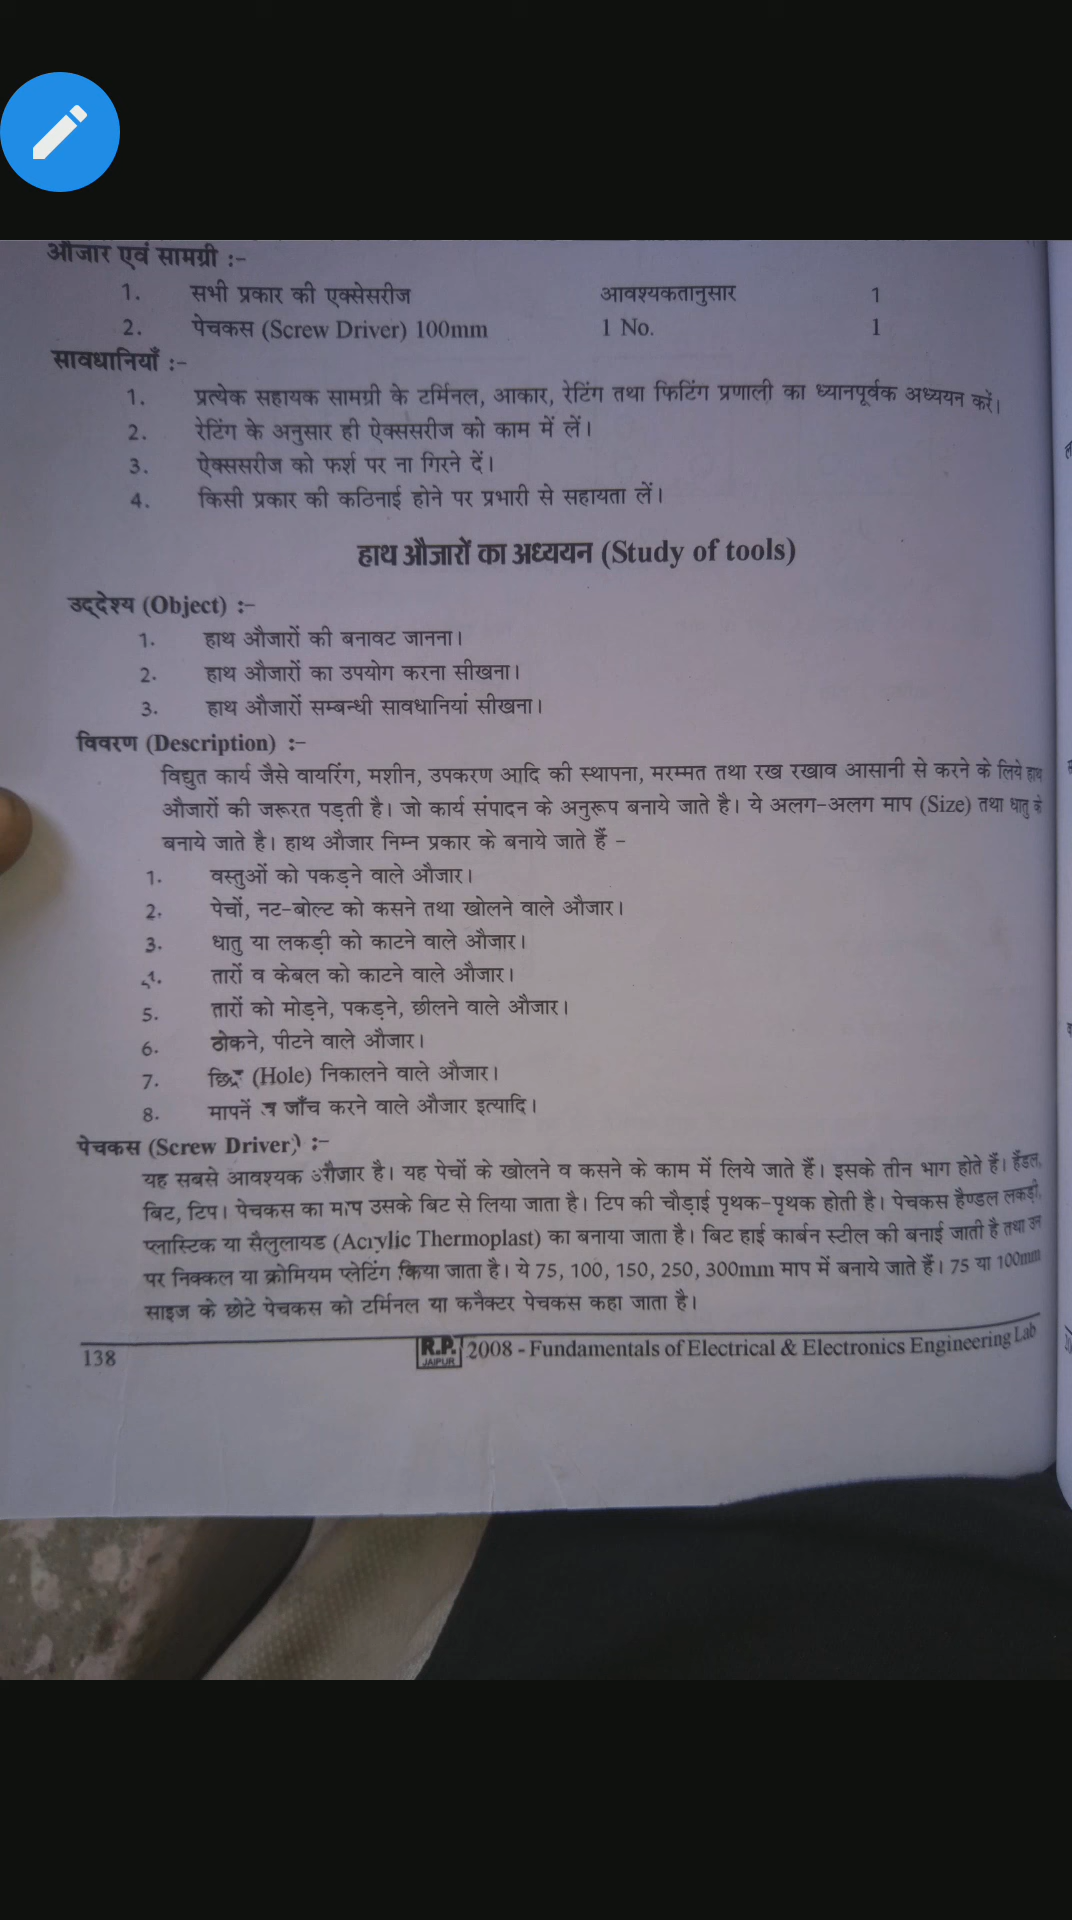 औजार एवं सामग्री :-
1. सभी प्रकार की एक्सेसरीज आवश्यकतानुसार 1
2. पेचकस (Screw Driver) 100mm 1 No. 1
सावधानियाँ :-
1. प्रत्येक सहायक सामग्री के टर्मिनल, आकार, रेटिंग तथा फिटिंग प्रणाली का ध्यानपूर्वक अध्ययन करें।
2. रेटिंग के अनुसार ही ऐक्ससरीज को काम में लें।
3. ऐक्ससरीज को फर्श पर ना गिरने दें।
4. किसी प्रकार की कठिनाई होने पर प्रभारी से सहायता लें।
हाथ औजारों का अध्ययन (Study of tools)
उद्देश्य (Object) :-
1. हाथ औजारों की बनावट जानना।
2. हाथ औजारों का उपयोग करना सीखना।
3. हाथ औजारों सम्बन्धी सावधानियां सीखना।
विवरण (Description) :-
विद्युत कार्य जैसे वायरिंग, मशीन, उपकरण आदि की स्थापना, मरम्मत तथा रख रखाव आसानी से करने के लिये हाथ
औजारों की जरूरत पड़ती है। जो कार्य संपादन के अनुरूप बनाये जाते है। ये अलग-अलग माप (Size) तथा धातु के
बनाये जाते है। हाथ औजार निम्न प्रकार के बनाये जाते हैं -
1. वस्तुओं को पकड़ने वाले औजार।
2. पेचों, नट-बोल्ट को कसने तथा खोलने वाले औजार।
3. धातु या लकड़ी को काटने वाले औजार।
4. तारों व केबल को काटने वाले औजार।
5. तारों को मोड़ने, पकड़ने, छीलने वाले औजार।
6. ठोकने, पीटने वाले औजार।
7. छिद्र (Hole) निकालने वाले औजार।
8. मापनें व जाँच करने वाले औजार इत्यादि।
पेचकस (Screw Driver) :-
यह सबसे आवश्यक औजार है। यह पेचों के खोलने व कसने के काम में लिये जाते हैं। इसके तीन भाग होते हैं। हैंडल,
बिट, टिप। पेचकस का माप उसके बिट से लिया जाता है। टिप की चौड़ाई पृथक-पृथक होती है। पेचकस हैण्डल लकड़ी,
प्लास्टिक या सैलुलायड (Acrylic Thermoplast) का बनाया जाता है। बिट हाई कार्बन स्टील की बनाई जाती है तथा उन
पर निक्कल या क्रोमियम प्लेटिंग किया जाता है। ये 75, 100, 150, 250, 300mm माप में बनाये जाते हैं। 75 या 100mm
साइज के छोटे पेचकस को टर्मिनल या कनैक्टर पेचकस कहा जाता है।
138 R.P. JAIPUR 2008 - Fundamentals of Electrical & Electronics Engineering Lab